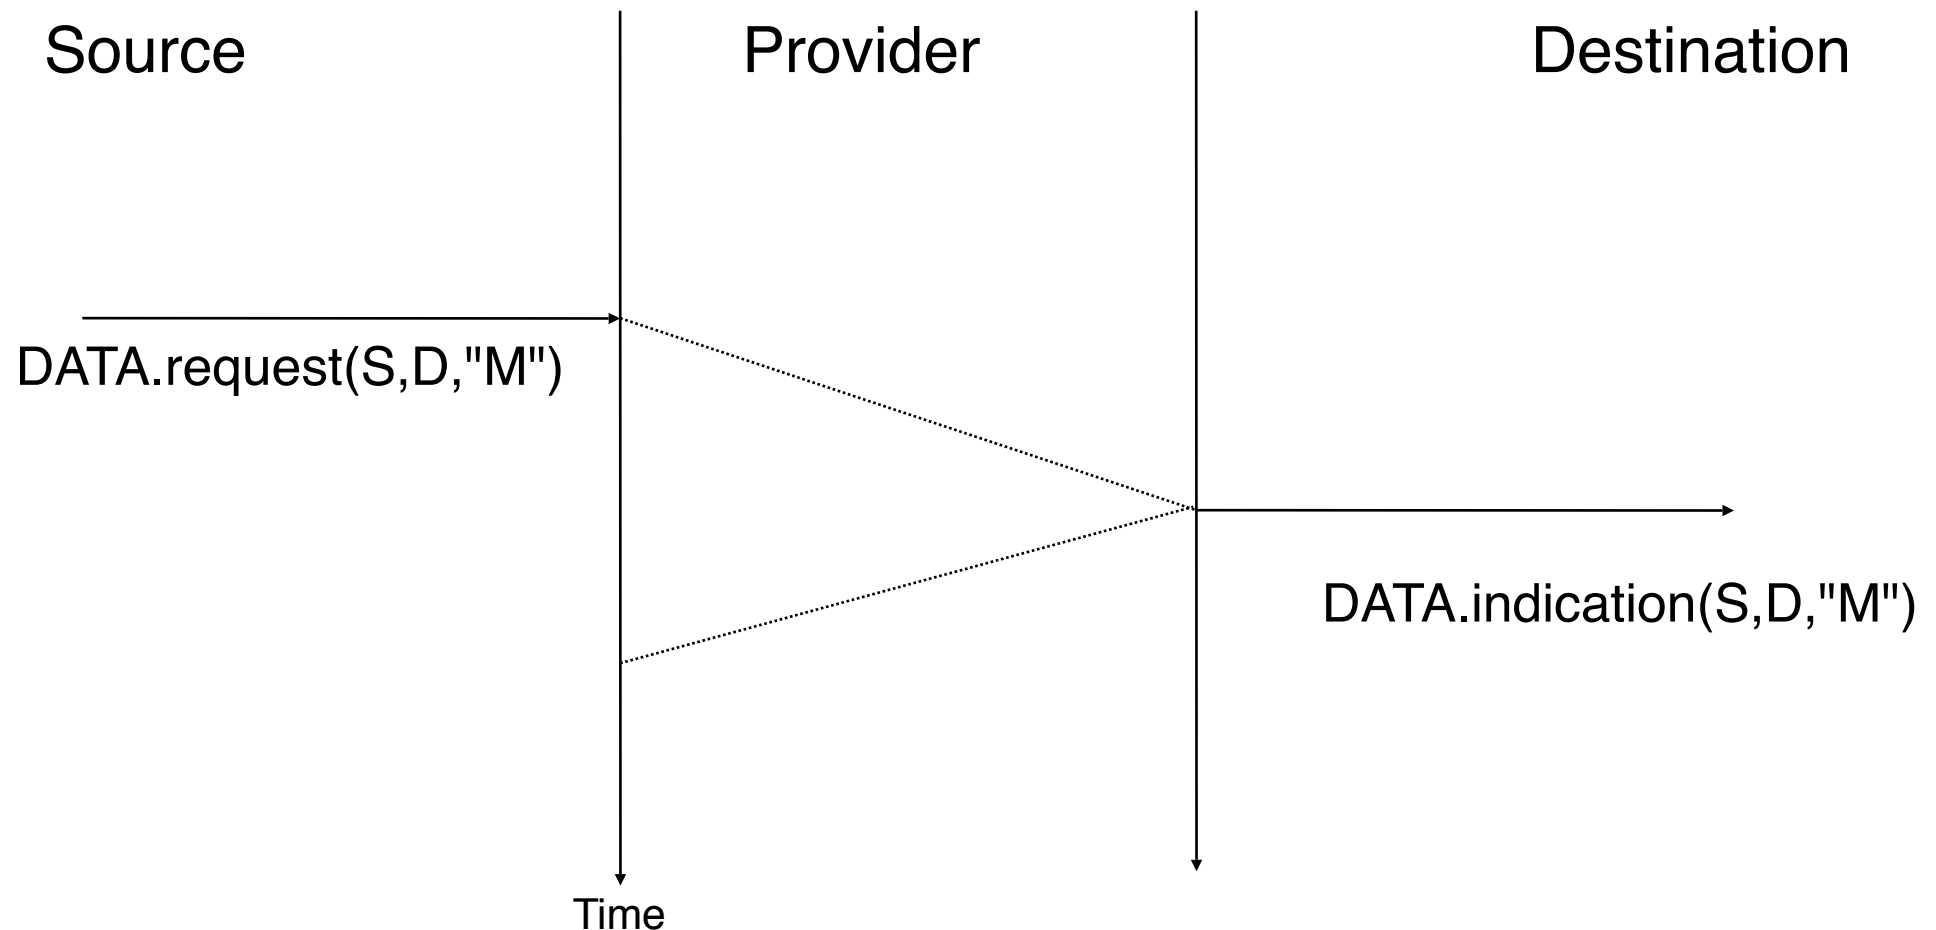 Source
Provider
Destination
DATA.request(S,D,"M")
DATA.indication(S,D,"M")
Time